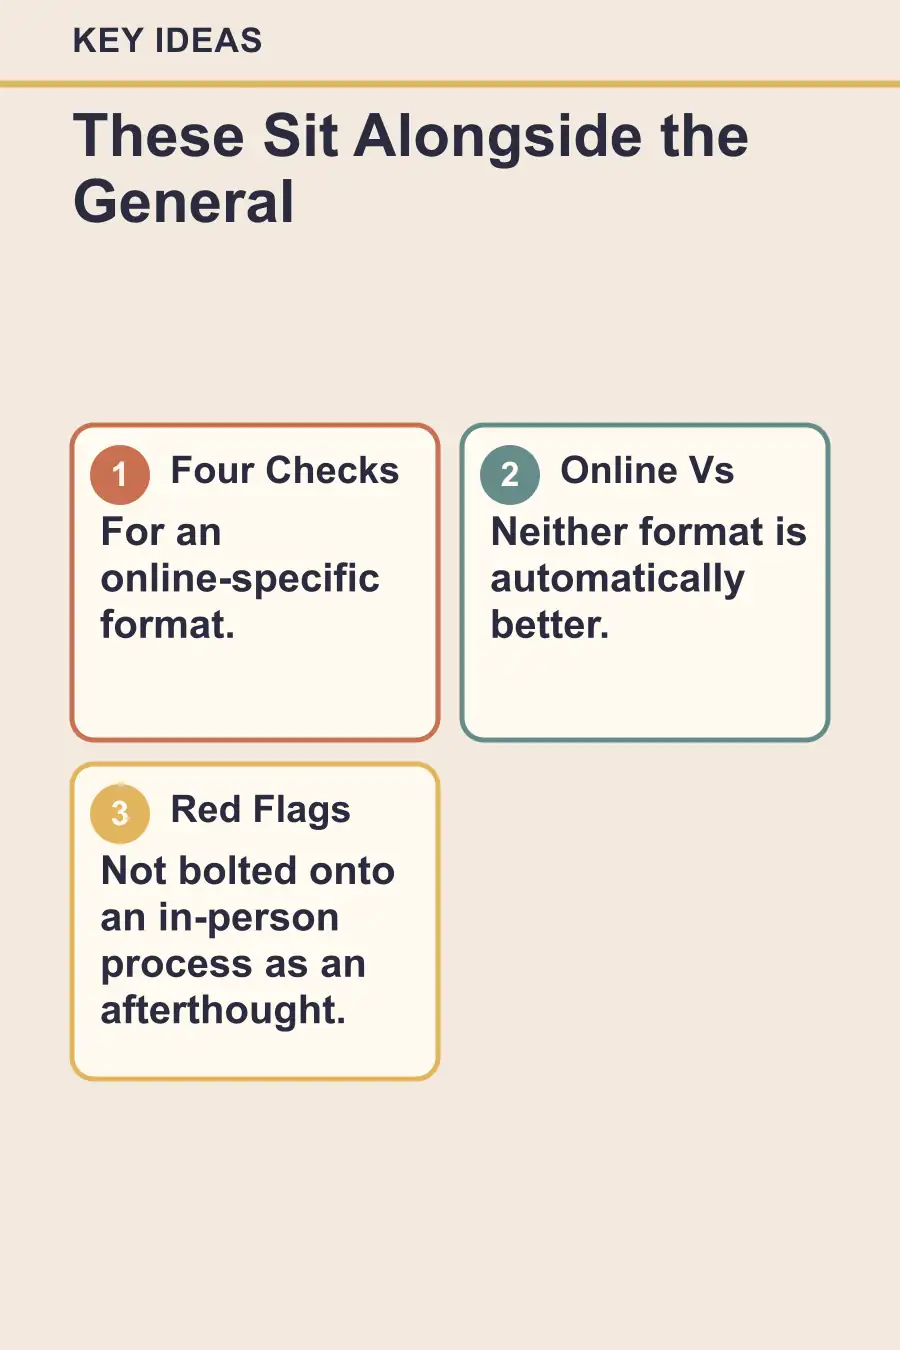 KEY IDEAS
These Sit Alongside the
General
1 Four Checks
For an
online-specific
format.
2 Online Vs
Neither format is
automatically
better.
3 Red Flags
Not bolted onto
an in-person
process as an
afterthought.